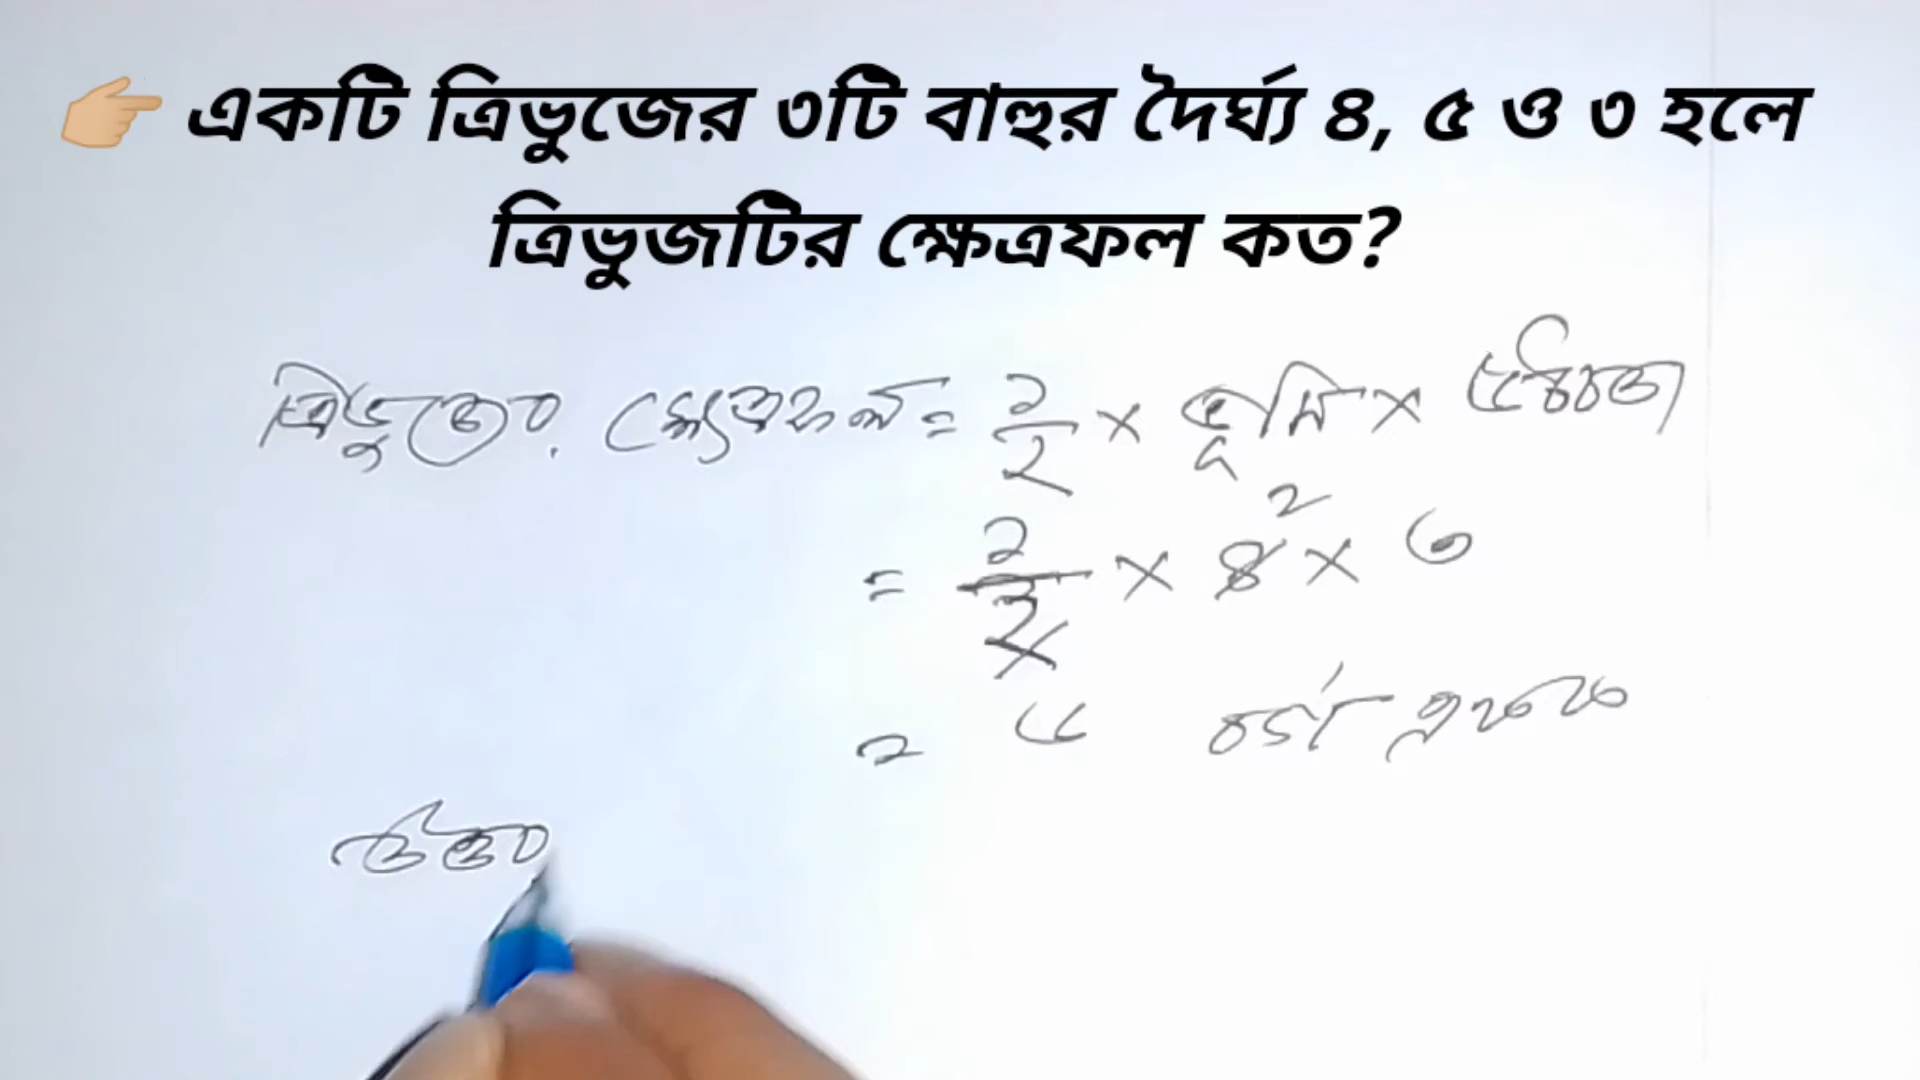 👉 একটি ত্রিভুজের ৩টি বাহুর দৈর্ঘ্য ৪, ৫ ও ৩ হলে
ত্রিভুজটির ক্ষেত্রফল কত?
ত্রিভুজের ক্ষেত্রফল = ১/২ × ভূমি × উচ্চতা
= ১/২ × ৪ ২ × ৩
= ৬ বর্গ একক
উত্তর